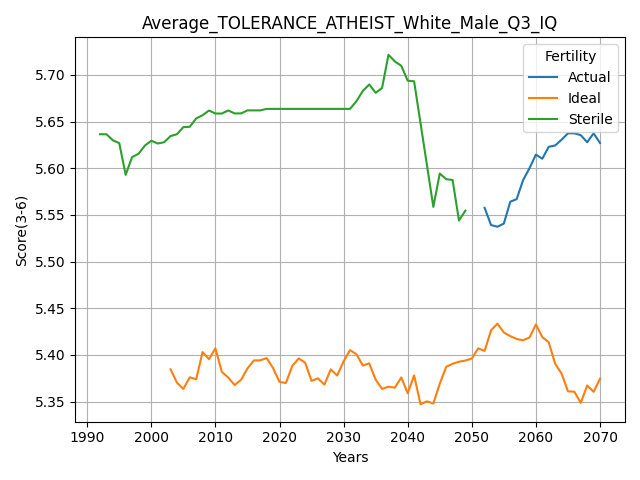 Average_TOLERANCE_ATHEIST_White_Male_Q3_IQ
Fertility
Actual
Ideal
Sterile
Score(3-6)
5.70
5.65
5.60
5.55
5.50
5.45
5.40
5.35
1990 2000 2010 2020 2030 2040 2050 2060 2070
Years